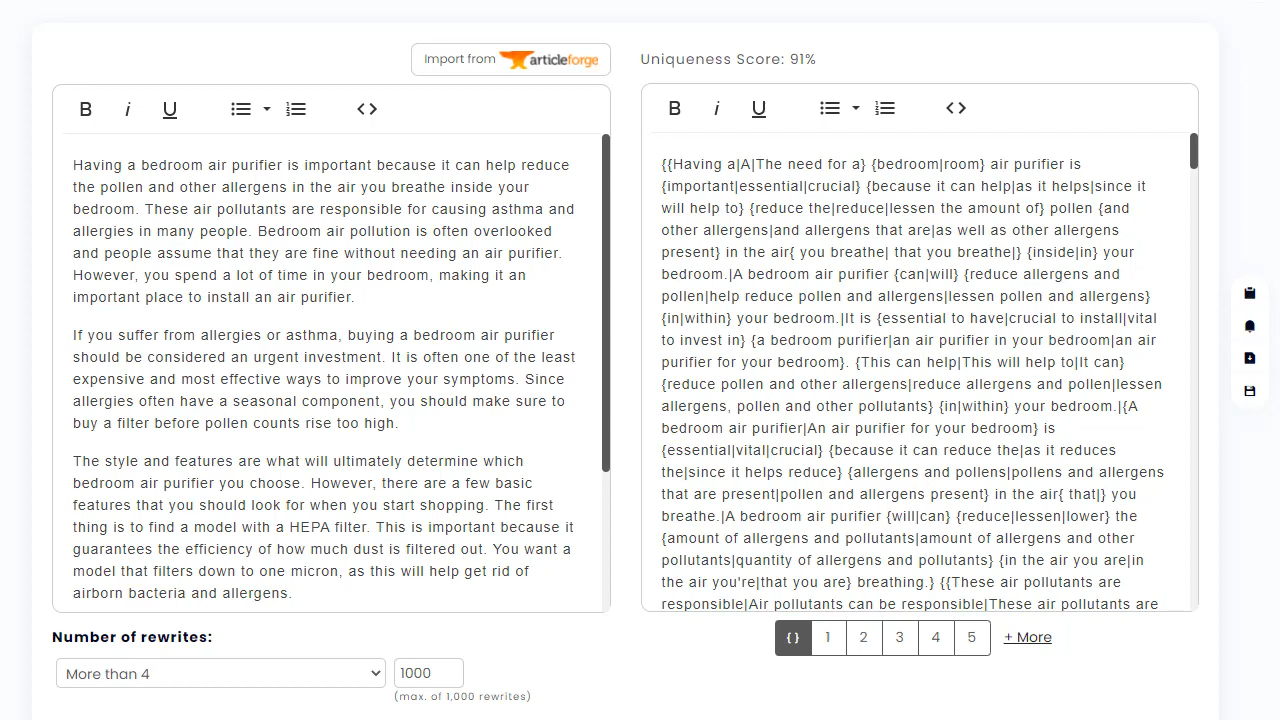 Import from articleforge
Uniqueness Score: 91%
B i U <>
B i U <>
Having a bedroom air purifier is important because it can help reduce
the pollen and other allergens in the air you breathe inside your
bedroom. These air pollutants are responsible for causing asthma and
allergies in many people. Bedroom air pollution is often overlooked
and people assume that they are fine without needing an air purifier.
However, you spend a lot of time in your bedroom, making it an
important place to install an air purifier.
If you suffer from allergies or asthma, buying a bedroom air purifier
should be considered an urgent investment. It is often one of the least
expensive and most effective ways to improve your symptoms. Since
allergies often have a seasonal component, you should make sure to
buy a filter before pollen counts rise too high.
The style and features are what will ultimately determine which
bedroom air purifier you choose. However, there are a few basic
features that you should look for when you start shopping. The first
thing is to find a model with a HEPA filter. This is important because it
guarantees the efficiency of how much dust is filtered out. You want a
model that filters down to one micron, as this will help get rid of
airborn bacteria and allergens.
{{Having a|A|The need for a} {bedroom|room} air purifier is
{important|essential|crucial} {because it can help|as it helps|since it
will help to} {reduce the|reduce|lessen the amount of} pollen {and
other allergens|and allergens that are|as well as other allergens
present} in the air{ you breathe| that you breathe|} {inside|in} your
bedroom.|A bedroom air purifier {can|will} {reduce allergens and
pollen|help reduce pollen and allergens|lessen pollen and allergens}
{in|within} your bedroom.|It is {essential to have|crucial to install|vital
to invest in} {a bedroom purifier|an air purifier in your bedroom|an air
purifier for your bedroom}. {This can help|This will help to|It can}
{reduce pollen and other allergens|reduce allergens and pollen|lessen
allergens, pollen and other pollutants} {in|within} your bedroom.|{A
bedroom air purifier|An air purifier for your bedroom} is
{essential|vital|crucial} {because it can reduce the|as it reduces
the|since it helps reduce} {allergens and pollens|pollens and allergens
that are present|pollen and allergens present} in the air{ that|} you
breathe.|A bedroom air purifier {will|can} {reduce|lessen|lower} the
{amount of allergens and pollutants|amount of allergens and other
pollutants|quantity of allergens and pollutants} {in the air you are|in
the air you're|that you are} breathing.} {{These air pollutants are
responsible|Air pollutants can be responsible|These air pollutants are
Number of rewrites:
More than 4
1000
(max. of 1,000 rewrites)
{} 1 2 3 4 5 + More